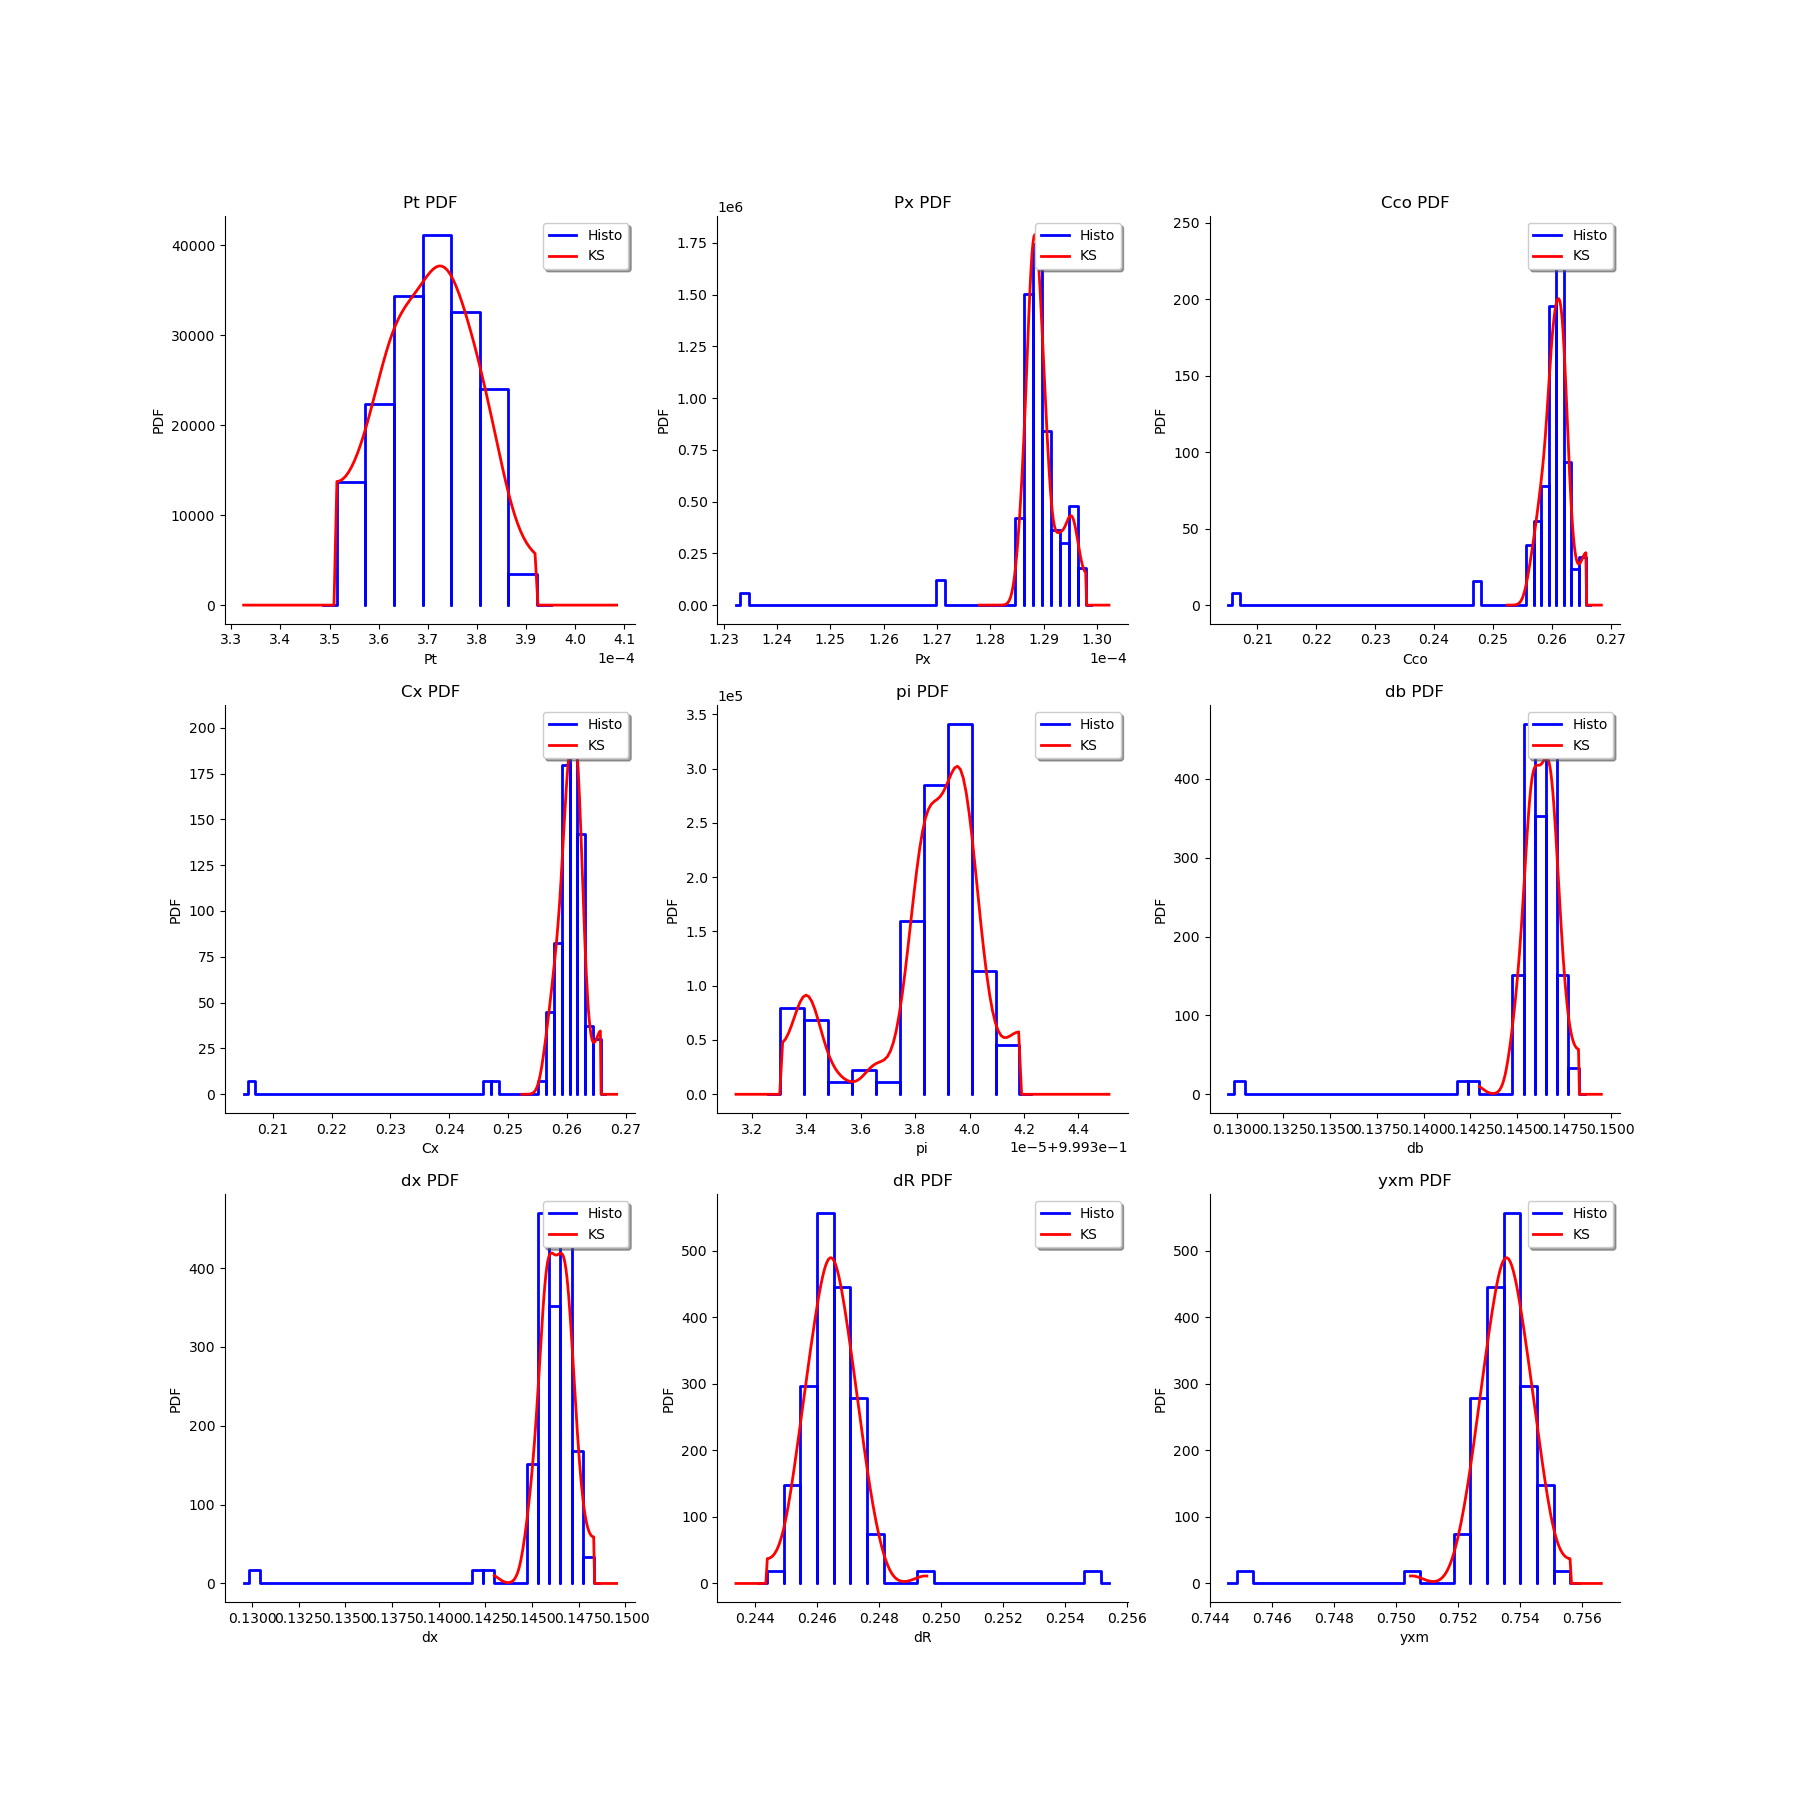 Pt PDF
Histo
KS
40000
30000
20000
10000
0
PDF
3.3 3.4 3.5 3.6 3.7 3.8 3.9 4.0 4.1
1e−4
Pt
Px PDF
1e6
Histo
KS
1.75
1.50
1.25
1.00
0.75
0.50
0.25
0.00
PDF
1.23 1.24 1.25 1.26 1.27 1.28 1.29 1.30
1e−4
Px
Cco PDF
Histo
KS
250
200
150
100
50
0
PDF
0.21 0.22 0.23 0.24 0.25 0.26 0.27
Cco
Cx PDF
Histo
KS
200
175
150
125
100
75
50
25
0
PDF
0.21 0.22 0.23 0.24 0.25 0.26 0.27
Cx
pi PDF
1e5
Histo
KS
3.5
3.0
2.5
2.0
1.5
1.0
0.5
0.0
PDF
3.2 3.4 3.6 3.8 4.0 4.2 4.4
1e−5+9.993e−1
pi
db PDF
Histo
KS
400
300
200
100
0
PDF
0.1300 0.1325 0.1350 0.1375 0.1400 0.1425 0.1450 0.1475 0.1500
db
dx PDF
Histo
KS
400
300
200
100
0
PDF
0.1300 0.1325 0.1350 0.1375 0.1400 0.1425 0.1450 0.1475 0.1500
dx
dR PDF
Histo
KS
500
400
300
200
100
0
PDF
0.244 0.246 0.248 0.250 0.252 0.254 0.256
dR
yxm PDF
Histo
KS
500
400
300
200
100
0
PDF
0.744 0.746 0.748 0.750 0.752 0.754 0.756
yxm